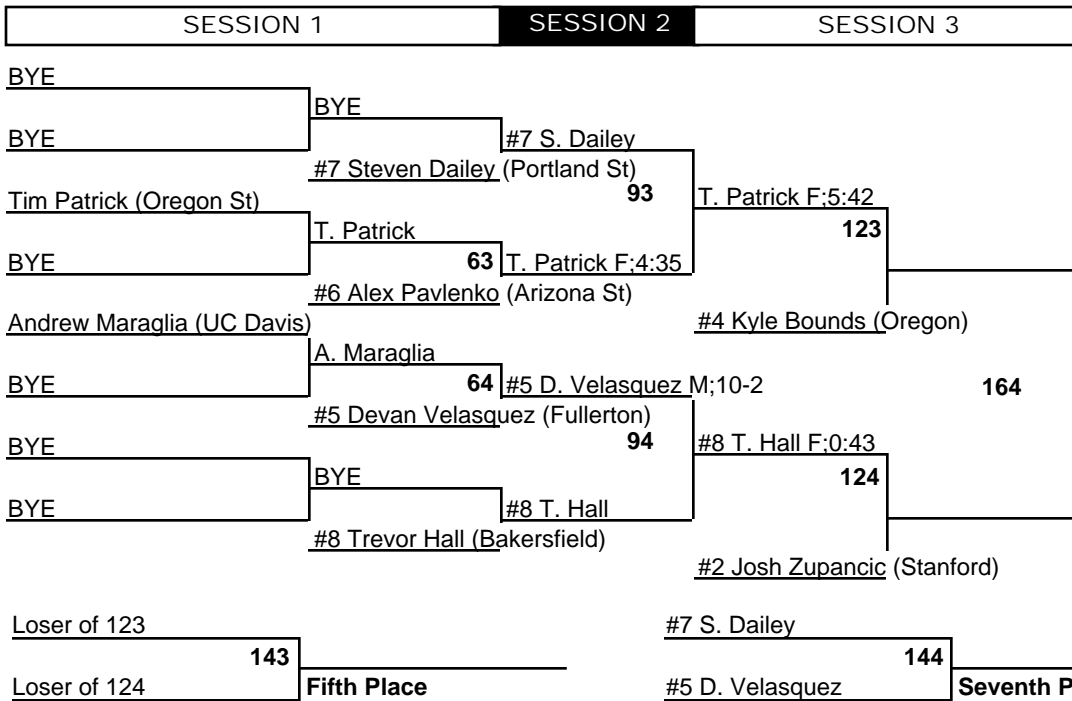 SESSION 1 SESSION 2 SESSION 3
BYE
BYE
BYE #7 S. Dailey
#7 Steven Dailey (Portland St)
Tim Patrick (Oregon St) 93 T. Patrick F;5:42
T. Patrick 123
BYE 63 T. Patrick F;4:35
#6 Alex Pavlenko (Arizona St)
Andrew Maraglia (UC Davis) #4 Kyle Bounds (Oregon)
A. Maraglia
BYE 64 #5 D. Velasquez M;10-2 164
#5 Devan Velasquez (Fullerton)
BYE 94 #8 T. Hall F;0:43
BYE 124
BYE #8 T. Hall
#8 Trevor Hall (Bakersfield)
#2 Josh Zupancic (Stanford)
Loser of 123 #7 S. Dailey
143 144
Loser of 124 Fifth Place #5 D. Velasquez Seventh P